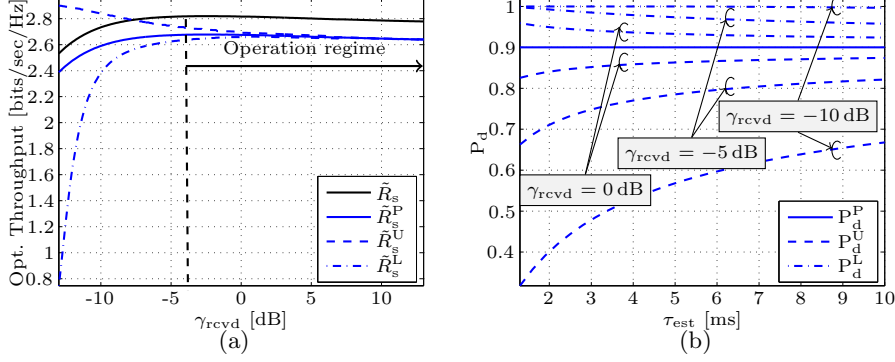 Opt. Throughput [bits/sec/Hz]
2.8
2.6
2.4
2.2
2
1.8
1.6
1.4
1.2
1
0.8
-10
-5
0
5
10
γrcvd [dB]
Operation regime
R̃s
R̃sP
R̃sU
R̃sL
(a)
Pd
1
0.9
0.8
0.7
0.6
0.5
0.4
2
3
4
5
6
7
8
9
10
τest [ms]
γrcvd = −10 dB
γrcvd = −5 dB
γrcvd = 0 dB
PdP
PdU
PdL
(b)